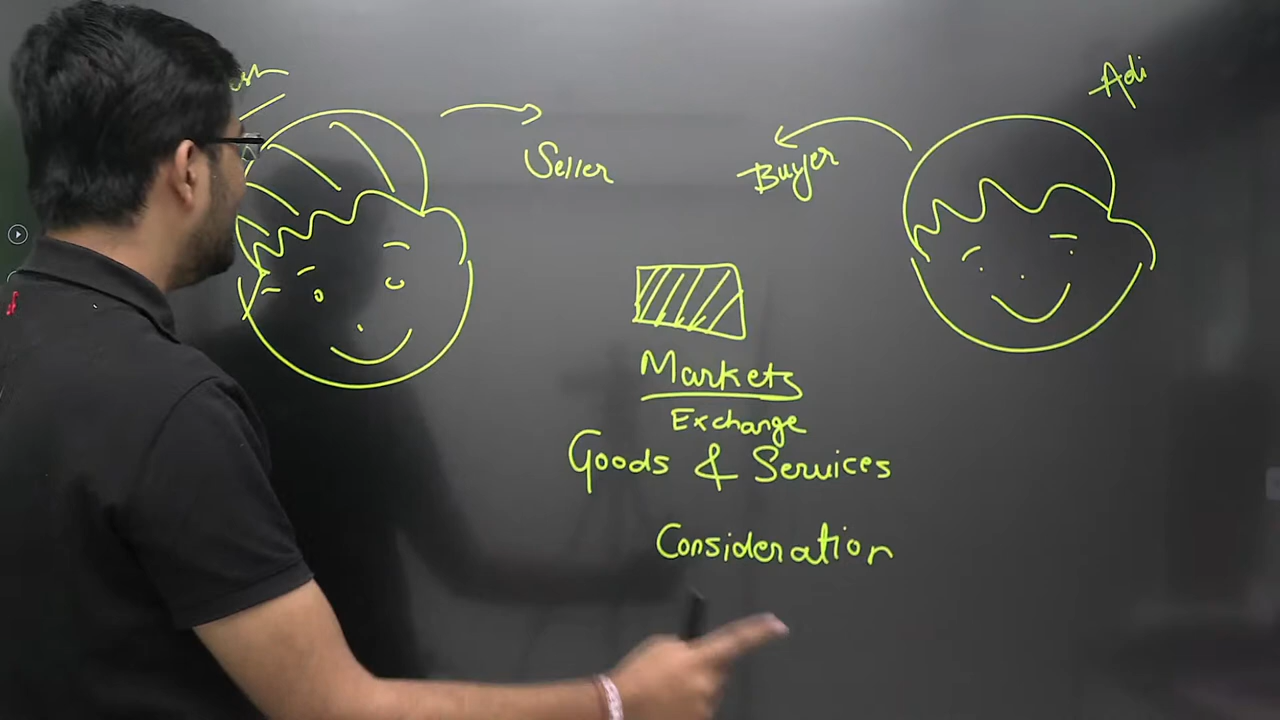 Adi
Seller
Buyer
Markets
Exchange
Goods & Services
Consideration